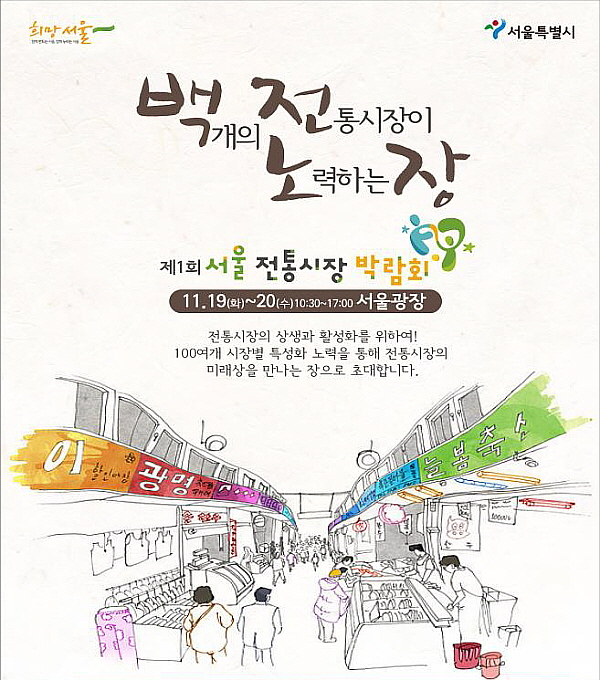 희망서울
서울특별시
백개의 전통시장이
노력하는 장
제1회 서울 전통시장 박람회
11.19(화)~20(수)10:30~17:00 서울광장
전통시장의 상생과 활성화를 위하여!
100여개 시장별 특성화 노력을 통해 전통시장의
미래상을 만나는 장으로 초대합니다.
광명
늘봄축산